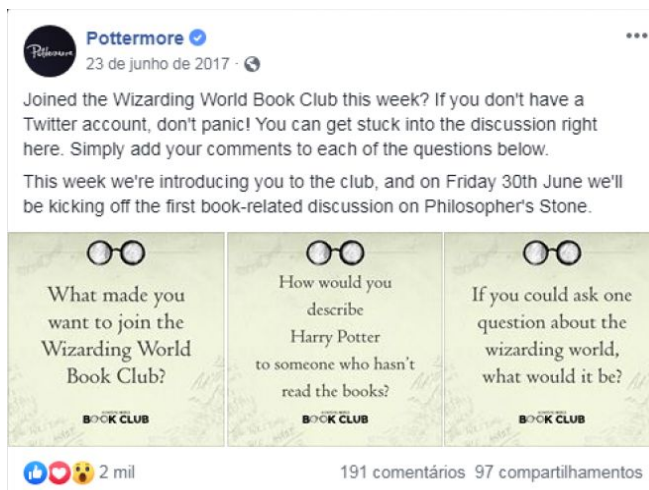 Pottermore
Pottermore
23 de junho de 2017
Joined the Wizarding World Book Club this week? If you don't have a
Twitter account, don't panic! You can get stuck into the discussion right
here. Simply add your comments to each of the questions below.
This week we're introducing you to the club, and on Friday 30th June we'll
be kicking off the first book-related discussion on Philosopher's Stone.
What made you
want to join the
Wizarding World
Book Club?
BOOK CLUB
How would you
describe
Harry Potter
to someone who hasn't
read the books?
BOOK CLUB
If you could ask one
question about the
wizarding world,
what would it be?
BOOK CLUB
2 mil
191 comentários 97 compartilhamentos